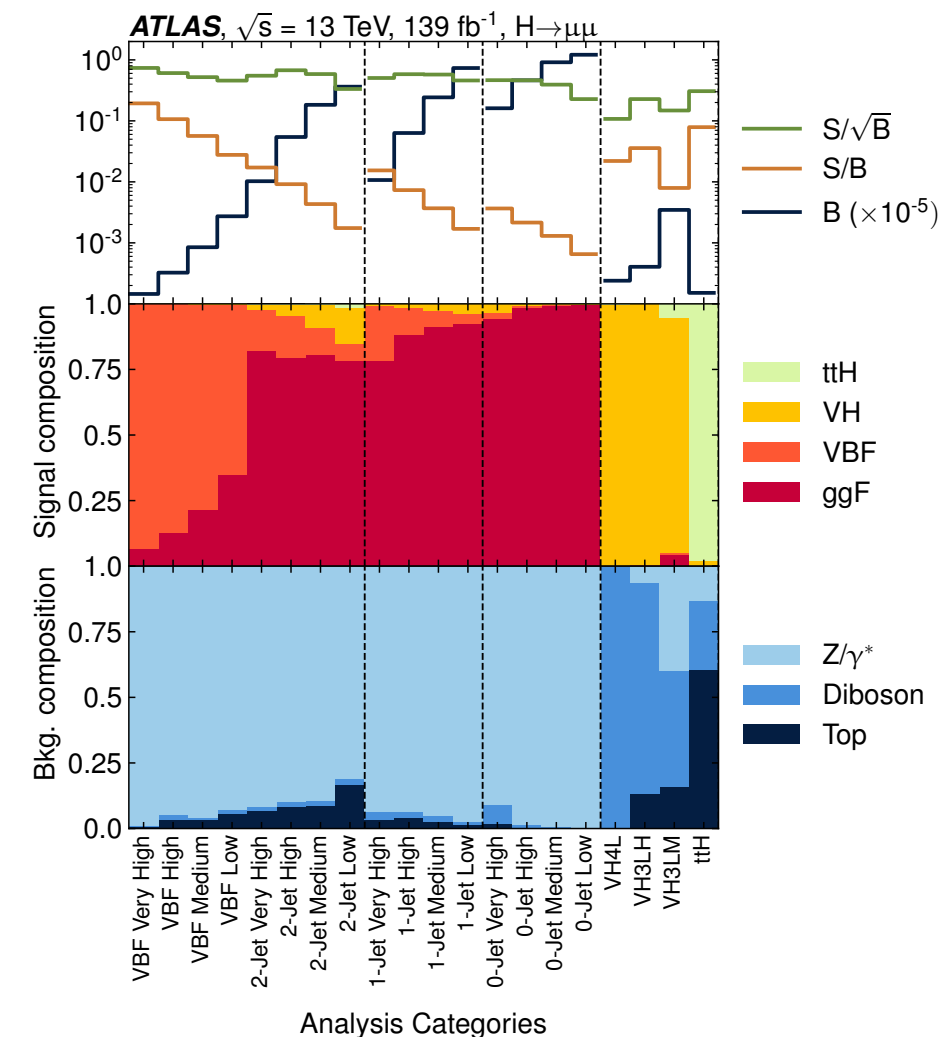 ATLAS, √s = 13 TeV, 139 fb⁻¹, H→μμ
10⁰
10⁻¹
10⁻²
10⁻³
S/√B
S/B
B (×10⁻⁵)
Signal composition
1.0
0.75
0.5
0.25
1.0
ttH
VH
VBF
ggF
Bkg. composition
0.75
0.5
0.25
0.0
Z/γ*
Diboson
Top
VBF Very High
VBF High
VBF Medium
VBF Low
2-Jet Very High
2-Jet High
2-Jet Medium
2-Jet Low
1-Jet Very High
1-Jet High
1-Jet Medium
1-Jet Low
0-Jet Very High
0-Jet High
0-Jet Medium
0-Jet Low
VH4L
VH3LH
VH3LM
ttH
Analysis Categories